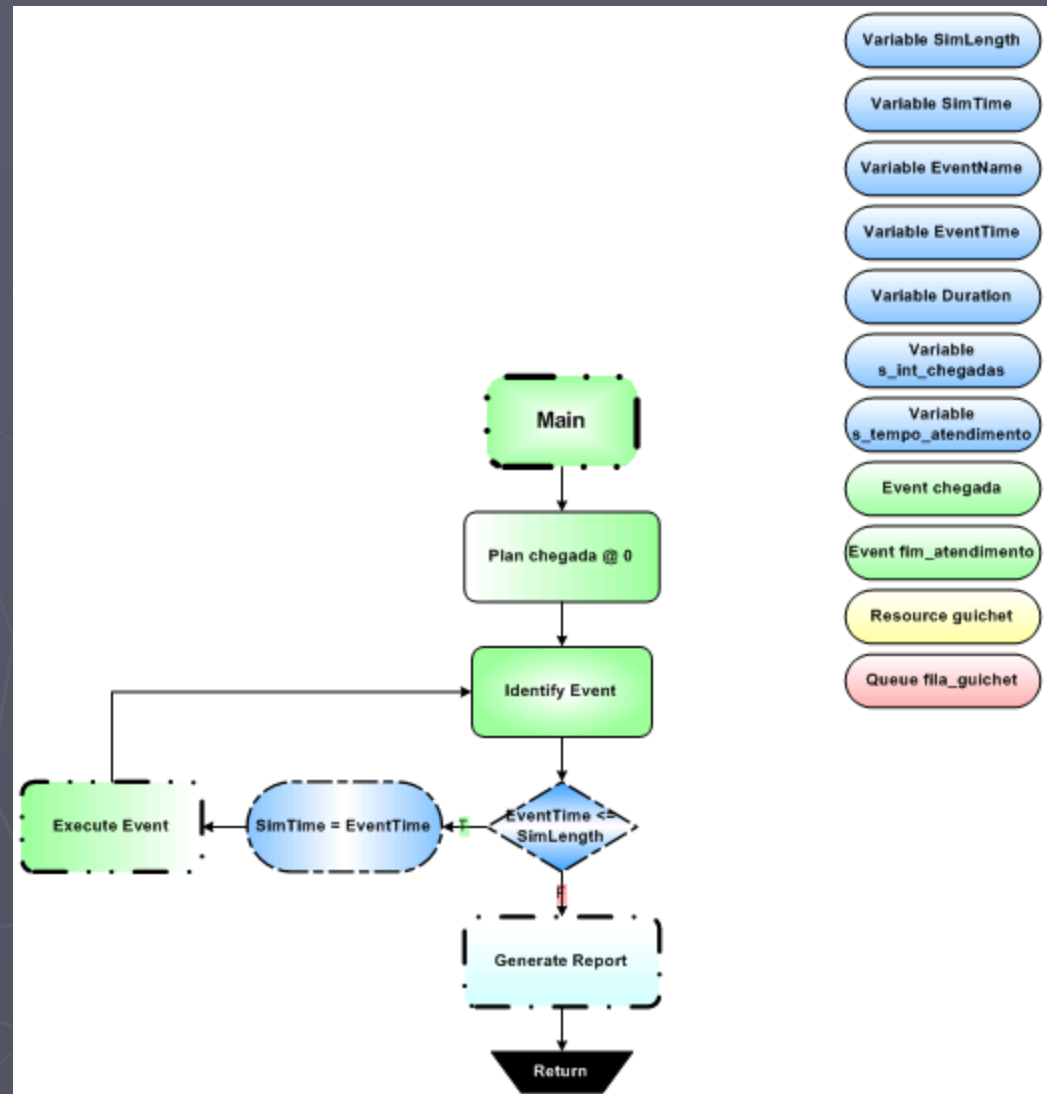 Variable SimLength
Variable SimTime
Variable EventName
Variable EventTime
Variable Duration
Variable
s_int_chegadas
Variable
s_tempo_atendimento
Event chegada
Event fim_atendimento
Resource guichet
Queue fila_guichet
Main
Plan chegada @ 0
Identify Event
EventTime <=
SimLength
T
SimTime = EventTime
Execute Event
F
Generate Report
Return